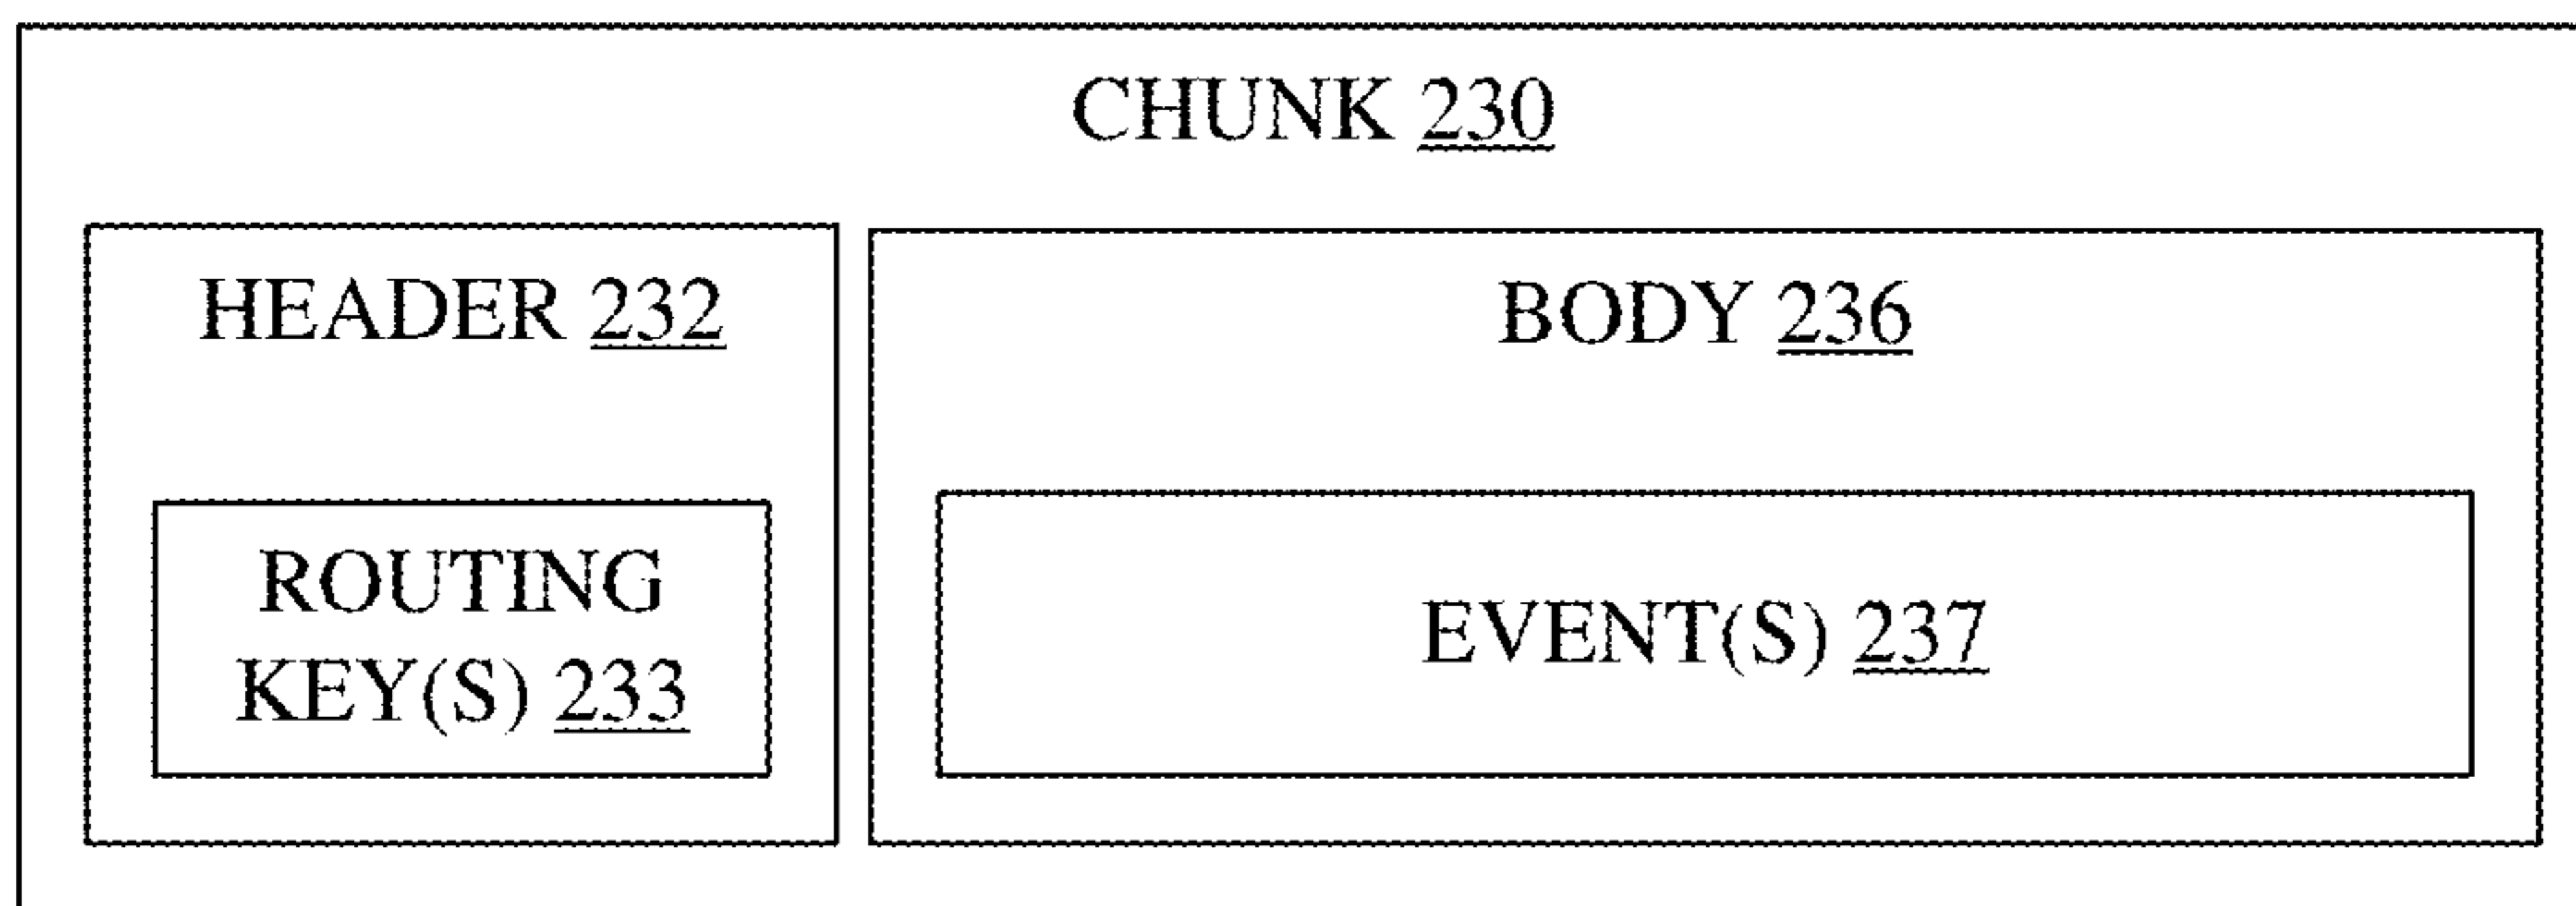 CHUNK 230
HEADER 232
BODY 236
ROUTING
KEY(S) 233
EVENT(S) 237